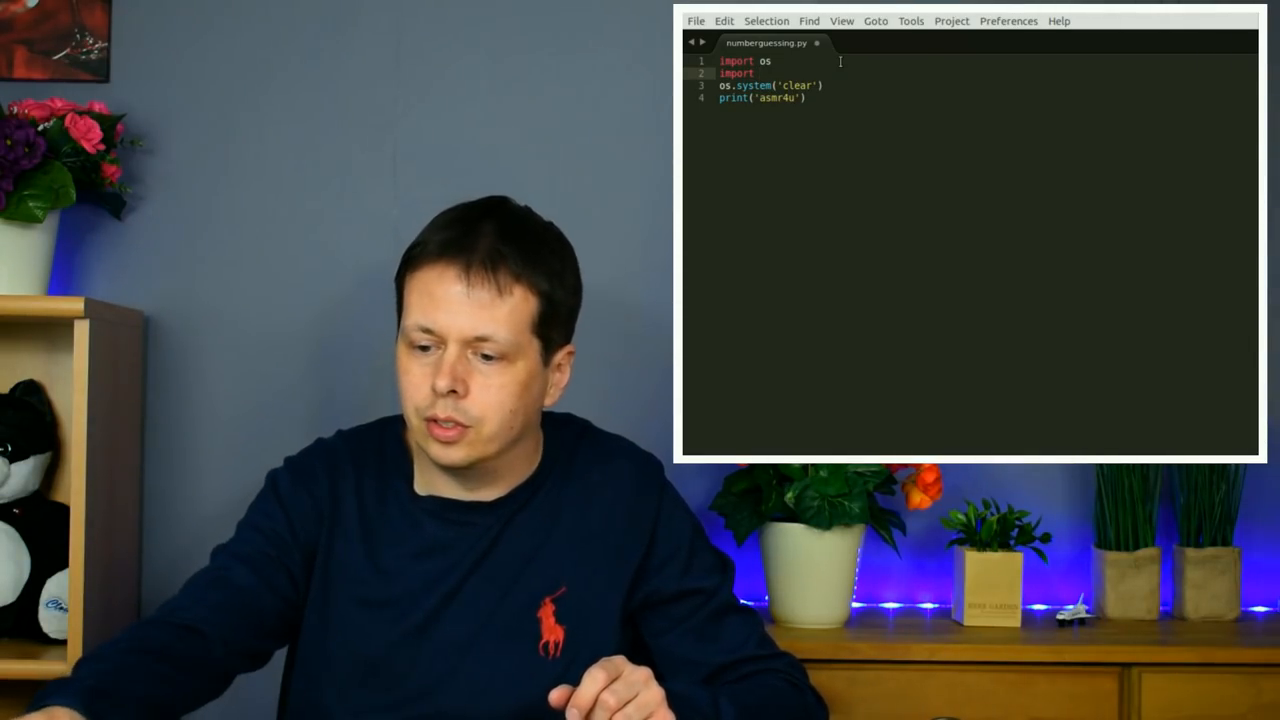 File Edit Selection Find View Goto Tools Project Preferences Help
numberguessing.py
1 import os
2 import
3 os.system('clear')
4 print('asmr4u')